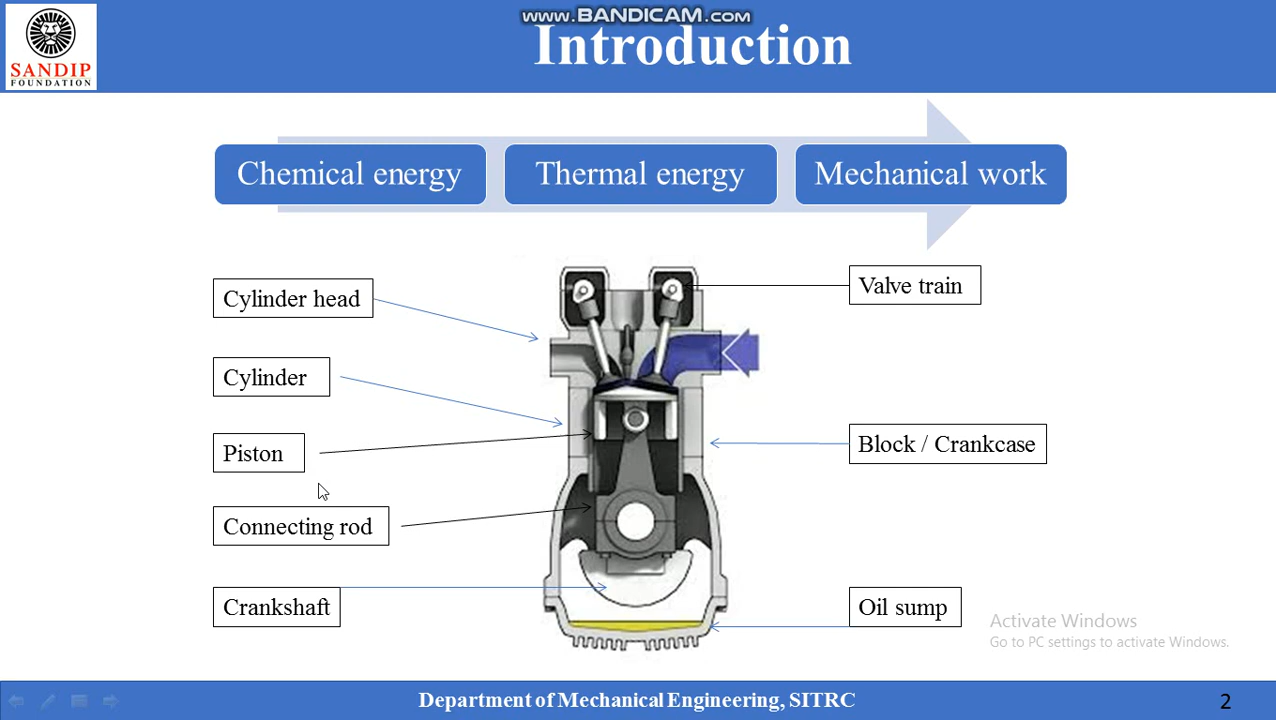 www.BANDICAM.com
Introduction
SANDIP
FOUNDATION
Chemical energy
Thermal energy
Mechanical work
Cylinder head
Valve train
Cylinder
Piston
Block / Crankcase
Connecting rod
Crankshaft
Oil sump
Activate Windows
Go to PC settings to activate Windows.
Department of Mechanical Engineering, SITRC
2